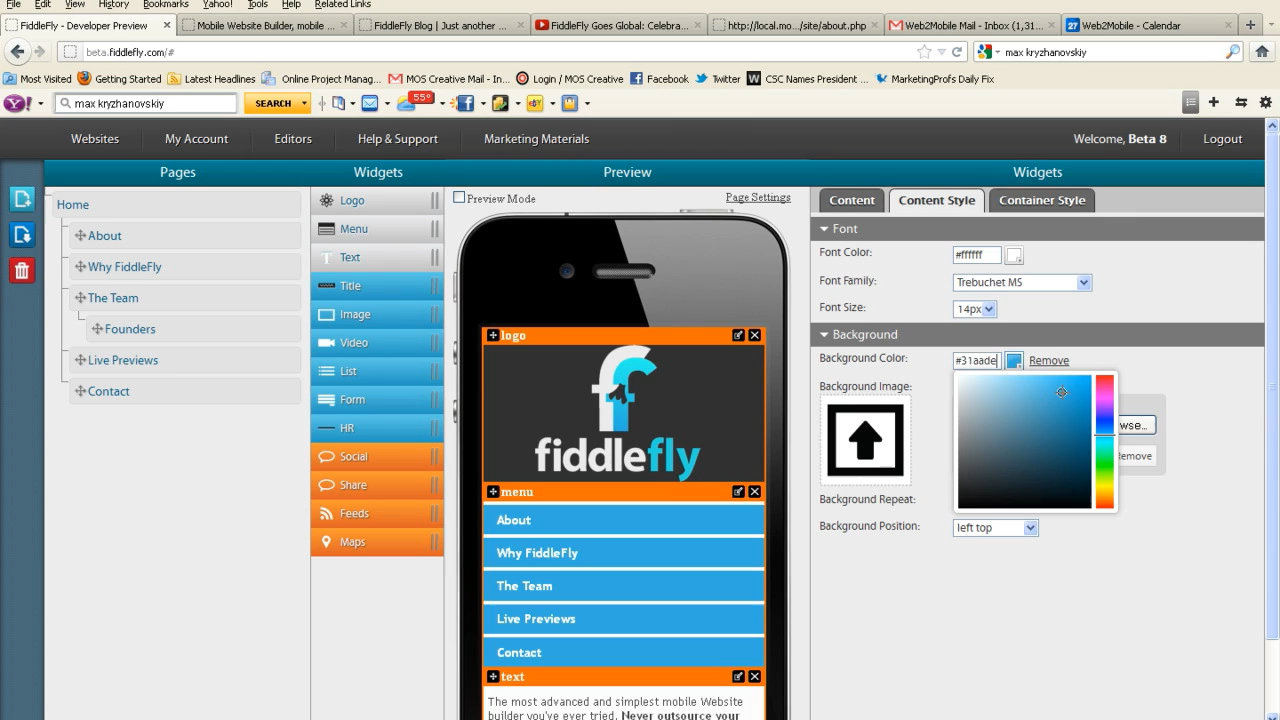 File Edit View History Bookmarks Yahoo! Tools Help Related Links
FiddleFly - Developer Preview × Mobile Website Builder, mobile ... × FiddleFly Blog | Just another ... × FiddleFly Goes Global: Celebra... × http://local.mo.../site/about.php × Web2Mobile Mail - Inbox (1,31... × 27 Web2Mobile - Calendar × +
beta.fiddlefly.com/# max kryzhanovskiy
Most Visited Getting Started Latest Headlines Online Project Manag... MOS Creative Mail - In... Login / MOS Creative Facebook Twitter CSC Names President ... MarketingProfs Daily Fix
Y! max kryzhanovskiy SEARCH 55°
Websites My Account Editors Help & Support Marketing Materials Welcome, Beta 8 Logout
Pages Widgets Preview Widgets
Home
About
Why FiddleFly
The Team
Founders
Live Previews
Contact
Logo
Menu
Text
Title
Image
Video
List
Form
HR
Social
Share
Feeds
Maps
Preview Mode Page Settings
logo
fiddlefly
menu
About
Why FiddleFly
The Team
Live Previews
Contact
text
The most advanced and simplest mobile Website
builder you've ever tried. Never outsource your
Content Content Style Container Style
Font
Font Color: #ffffff
Font Family: Trebuchet MS
Font Size: 14px
Background
Background Color: #31aade Remove
Background Image:
wse...
Remove
Background Repeat:
Background Position: left top